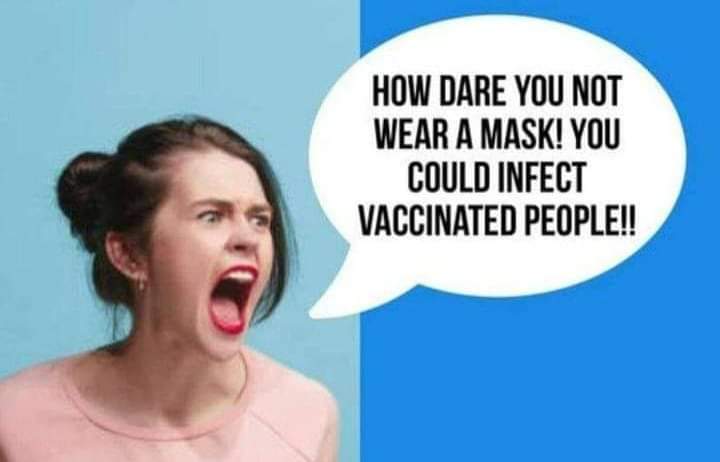 HOW DARE YOU NOT
WEAR A MASK! YOU
COULD INFECT
VACCINATED PEOPLE!!